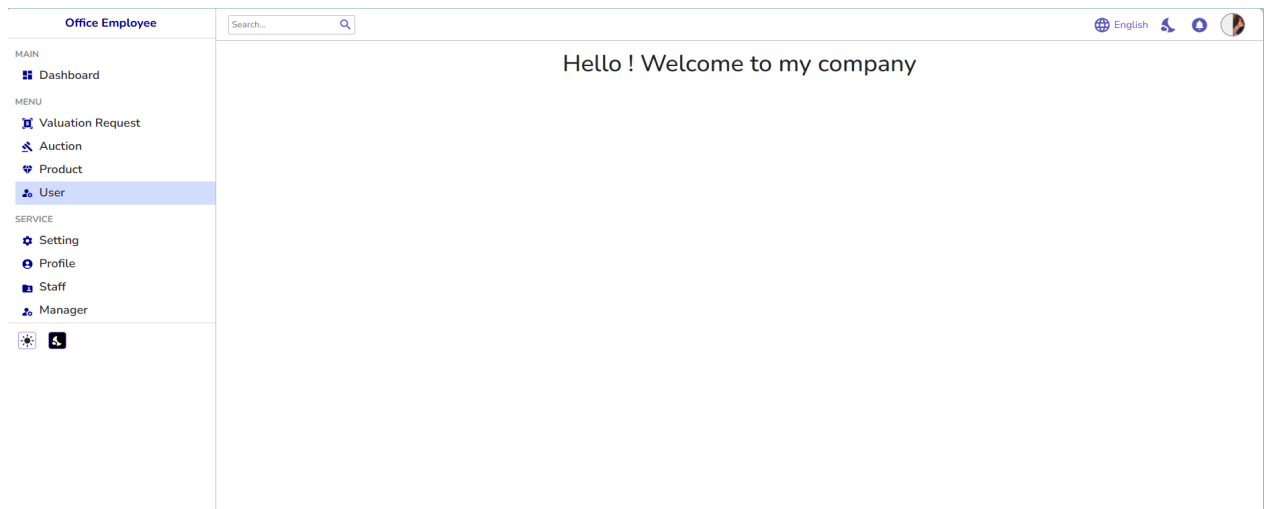 Office Employee
Search...
English
MAIN
Dashboard
MENU
Valuation Request
Auction
Product
User
SERVICE
Setting
Profile
Staff
Manager
Hello ! Welcome to my company